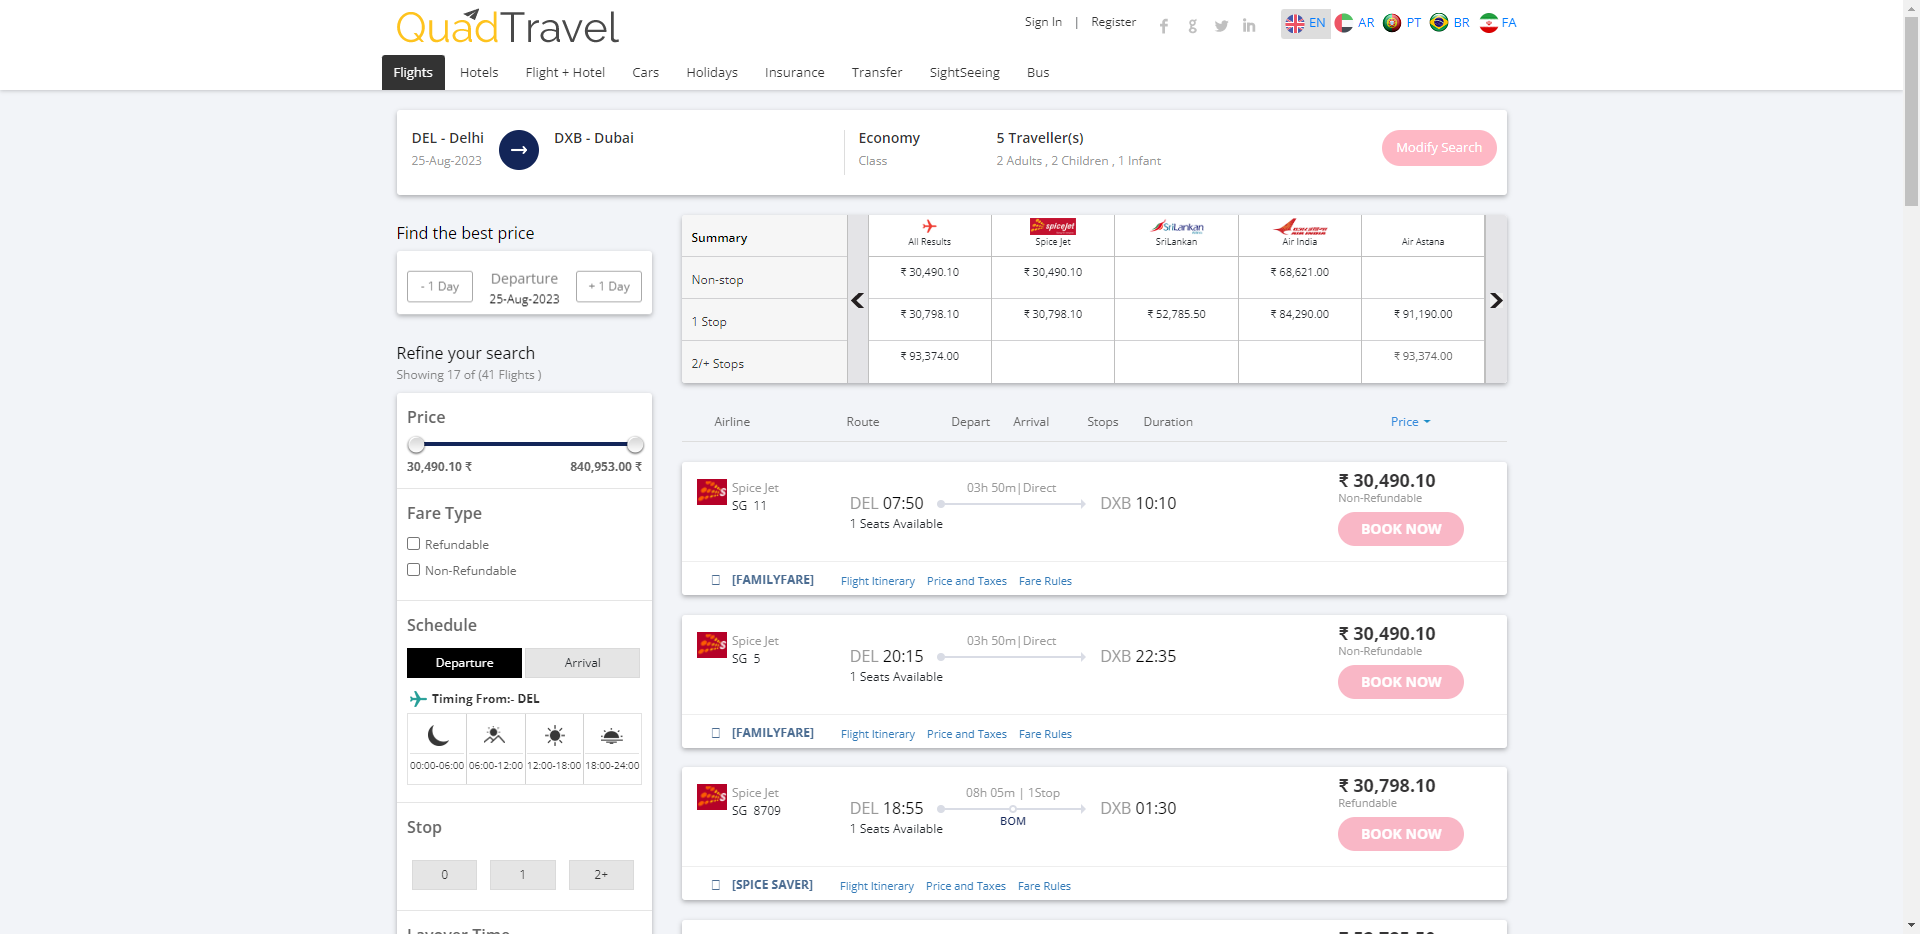 QuadTravel
Sign In | Register
EN AR PT BR FA
Flights Hotels Flight + Hotel Cars Holidays Insurance Transfer SightSeeing Bus
DEL - Delhi DXB - Dubai Economy 5 Traveller(s) Modify Search
25-Aug-2023 Class 2 Adults , 2 Children , 1 Infant
Find the best price
- 1 Day Departure + 1 Day
25-Aug-2023
Refine your search
Showing 17 of (41 Flights )
Price
30,490.10 ₹ 840,953.00 ₹
Fare Type
Refundable
Non-Refundable
Schedule
Departure Arrival
Timing From:- DEL
00:00-06:00 06:00-12:00 12:00-18:00 18:00-24:00
Stop
0 1 2+
Layover Time
spicejet SriLankan
Summary All Results Spice Jet SriLankan Air India Air Astana
Non-stop ₹ 30,490.10 ₹ 30,490.10 ₹ 68,621.00
1 Stop ₹ 30,798.10 ₹ 30,798.10 ₹ 52,785.50 ₹ 84,290.00 ₹ 91,190.00
2/+ Stops ₹ 93,374.00 ₹ 93,374.00
Airline Route Depart Arrival Stops Duration Price
Spice Jet 03h 50m|Direct ₹ 30,490.10
SG 11 DEL 07:50 DXB 10:10 Non-Refundable
1 Seats Available BOOK NOW
[FAMILYFARE] Flight Itinerary Price and Taxes Fare Rules
Spice Jet 03h 50m|Direct ₹ 30,490.10
SG 5 DEL 20:15 DXB 22:35 Non-Refundable
1 Seats Available BOOK NOW
[FAMILYFARE] Flight Itinerary Price and Taxes Fare Rules
Spice Jet 08h 05m | 1Stop ₹ 30,798.10
SG 8709 DEL 18:55 DXB 01:30 Refundable
1 Seats Available BOM BOOK NOW
[SPICE SAVER] Flight Itinerary Price and Taxes Fare Rules